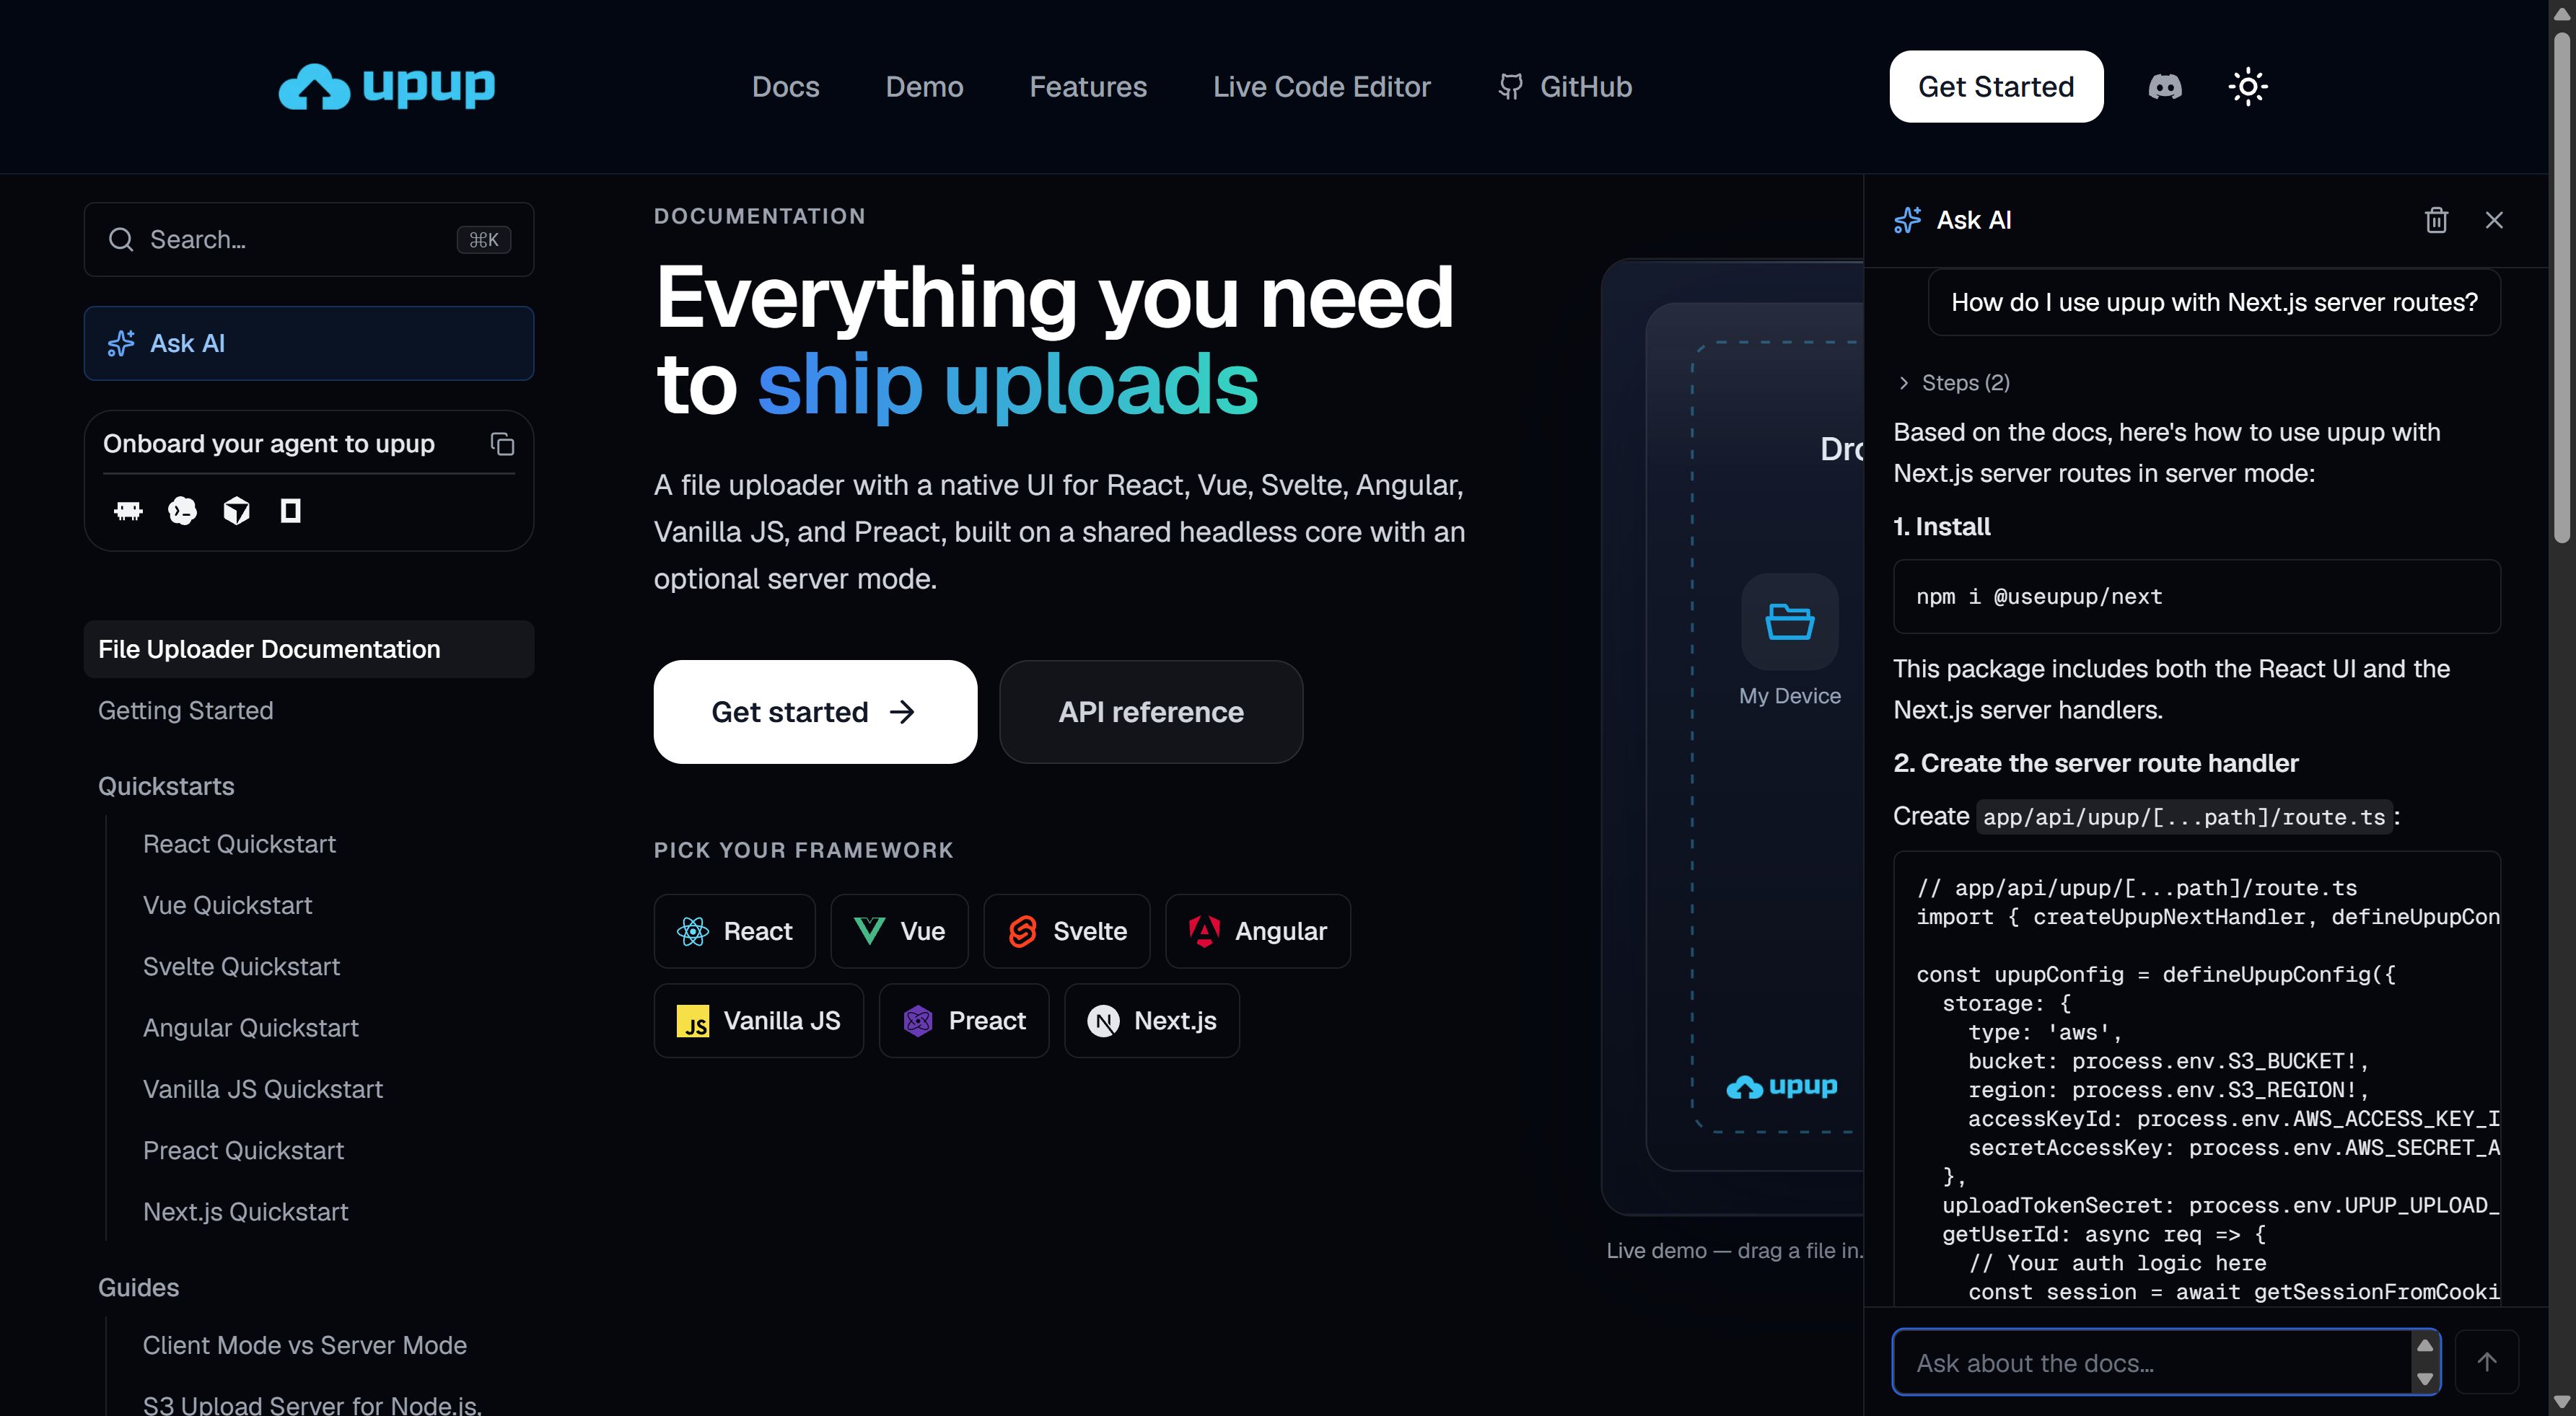 upup
Docs
Demo
Features
Live Code Editor
GitHub
Get Started
Search...
⌘K
Ask AI
Onboard your agent to upup
File Uploader Documentation
Getting Started
Quickstarts
React Quickstart
Vue Quickstart
Svelte Quickstart
Angular Quickstart
Vanilla JS Quickstart
Preact Quickstart
Next.js Quickstart
Guides
Client Mode vs Server Mode
S3 Upload Server for Node.js,
DOCUMENTATION
Everything you need
to ship uploads
A file uploader with a native UI for React, Vue, Svelte, Angular,
Vanilla JS, and Preact, built on a shared headless core with an
optional server mode.
Get started
API reference
PICK YOUR FRAMEWORK
React
Vue
Svelte
Angular
JS Vanilla JS
Preact
N Next.js
Dro
My Device
upup
Live demo — drag a file in.
Ask AI
How do I use upup with Next.js server routes?
Steps (2)
Based on the docs, here's how to use upup with
Next.js server routes in server mode:
1. Install
npm i @useupup/next
This package includes both the React UI and the
Next.js server handlers.
2. Create the server route handler
Create app/api/upup/[...path]/route.ts:
// app/api/upup/[...path]/route.ts
import { createUpupNextHandler, defineUpupCon
const upupConfig = defineUpupConfig({
storage: {
type: 'aws',
bucket: process.env.S3_BUCKET!,
region: process.env.S3_REGION!,
accessKeyId: process.env.AWS_ACCESS_KEY_I
secretAccessKey: process.env.AWS_SECRET_A
},
uploadTokenSecret: process.env.UPUP_UPLOAD_
getUserId: async req => {
// Your auth logic here
const session = await getSessionFromCooki
Ask about the docs...